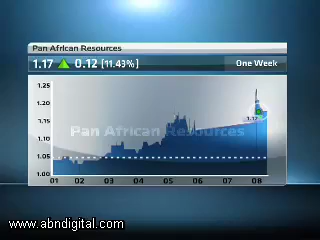 Pan African Resources
1.17 0.12 [11.43%] One Week
1.25
1.20
1.17
1.15
Pan African Resources
1.10
1.05
1.00
01 02 03 04 05 06 07 08
www.abndigital.com